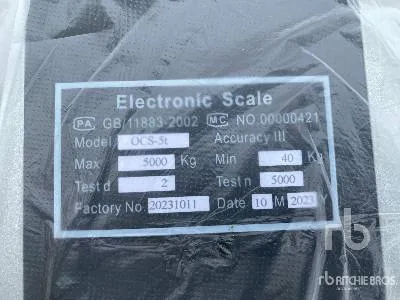 Electronic Scale
PA GB/11883-2002 MC NO.00000421
Model OCS-5t Accuracy III
Max 5000 Kg Min 40 Kg
Test d 2 Test n 5000
Factory No. 20231011 Date 10 M 2023 Y
rb
RITCHIE BROS.